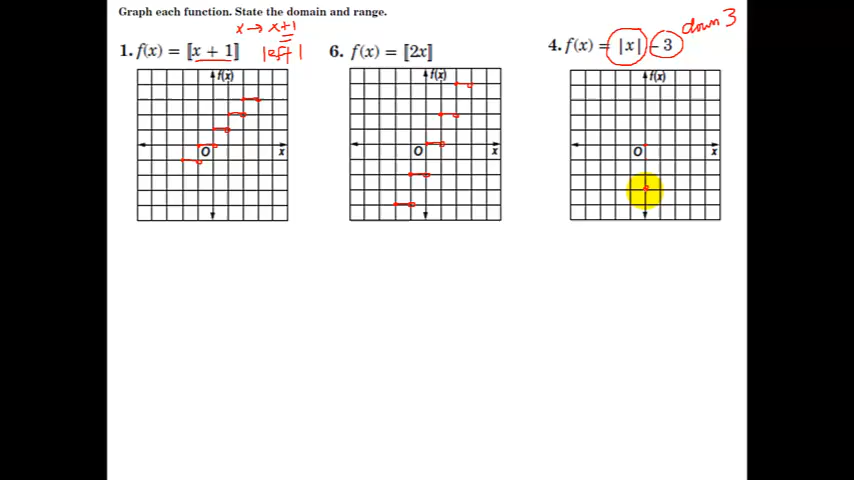 Graph each function. State the domain and range.
x → x+1
down 3
1. f(x) = ⟦x + 1⟧
left 1
6. f(x) = ⟦2x⟧
4. f(x) = |x| − 3
f(x)
f(x)
f(x)
O
x
O
x
O
x